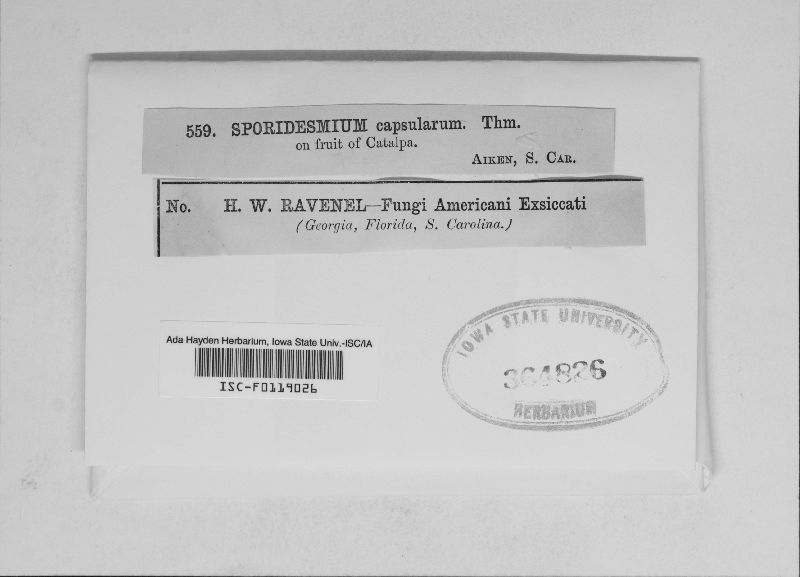 559. SPORIDESMIUM capsularum. Thm.
on fruit of Catalpa.
AIKEN, S. CAR.
No. H. W. RAVENEL—Fungi Americani Exsiccati
(Georgia, Florida, S. Carolina.)
Ada Hayden Herbarium, Iowa State Univ.-ISC/IA
ISC-F0119026
IOWA STATE UNIVERSITY
364826
HERBARIUM